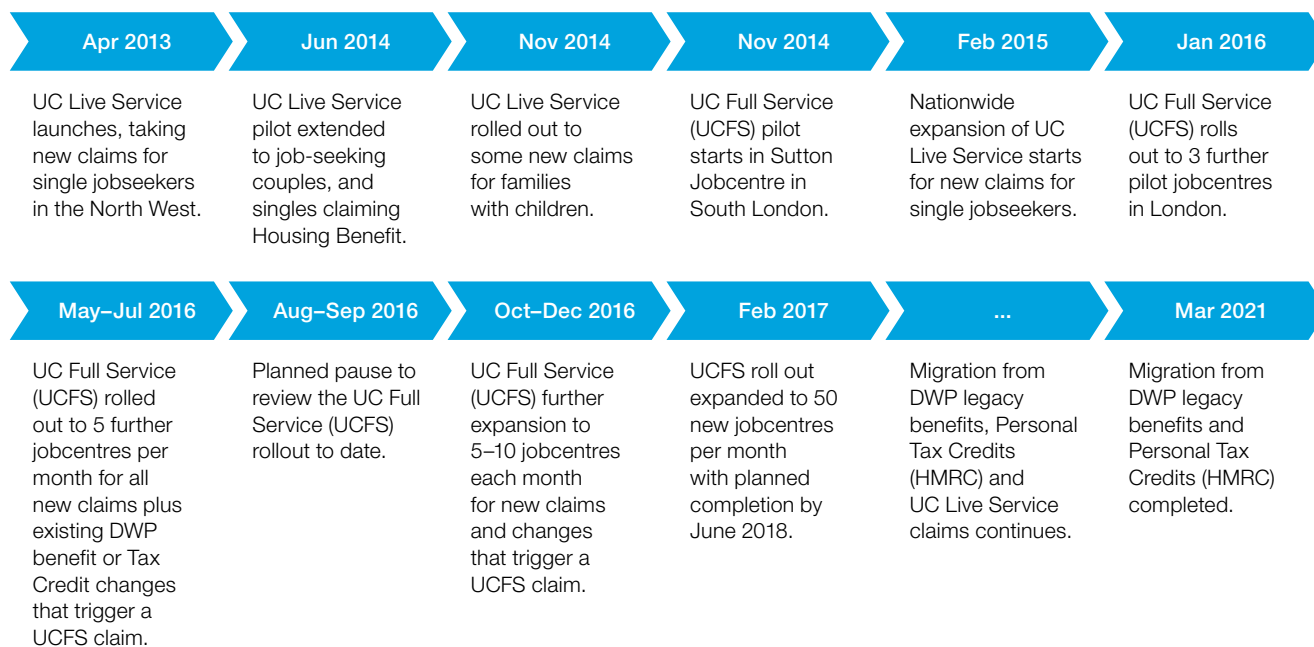 Apr 2013
UC Live Service
launches, taking
new claims for
single jobseekers
in the North West.
Jun 2014
UC Live Service
pilot extended
to job-seeking
couples, and
singles claiming
Housing Benefit.
Nov 2014
UC Live Service
rolled out to
some new claims
for families
with children.
Nov 2014
UC Full Service
(UCFS) pilot
starts in Sutton
Jobcentre in
South London.
Feb 2015
Nationwide
expansion of UC
Live Service starts
for new claims for
single jobseekers.
Jan 2016
UC Full Service
(UCFS) rolls
out to 3 further
pilot jobcentres
in London.
May–Jul 2016
UC Full Service
(UCFS) rolled
out to 5 further
jobcentres per
month for all
new claims plus
existing DWP
benefit or Tax
Credit changes
that trigger a
UCFS claim.
Aug–Sep 2016
Planned pause to
review the UC Full
Service (UCFS)
rollout to date.
Oct–Dec 2016
UC Full Service
(UCFS) further
expansion to
5–10 jobcentres
each month
for new claims
and changes
that trigger a
UCFS claim.
Feb 2017
UCFS roll out
expanded to 50
new jobcentres
per month
with planned
completion by
June 2018.
...
Migration from
DWP legacy
benefits, Personal
Tax Credits
(HMRC) and
UC Live Service
claims continues.
Mar 2021
Migration from
DWP legacy
benefits and
Personal Tax
Credits (HMRC)
completed.